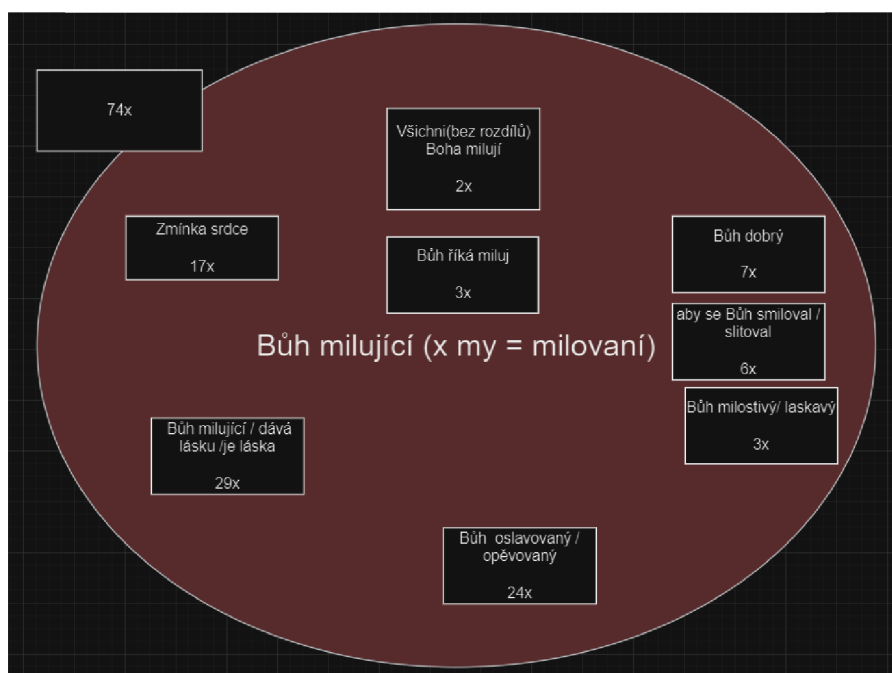 74x
Všichni(bez rozdílů)
Boha milují
2x
Zmínka srdce
17x
Bůh říká miluj
3x
Bůh dobrý
7x
aby se Bůh smiloval /
slitoval
6x
Bůh milující (x my = milovaní)
Bůh milostivý/ laskavý
3x
Bůh milující / dává
lásku /je láska
29x
Bůh  oslavovaný /
opěvovaný
24x